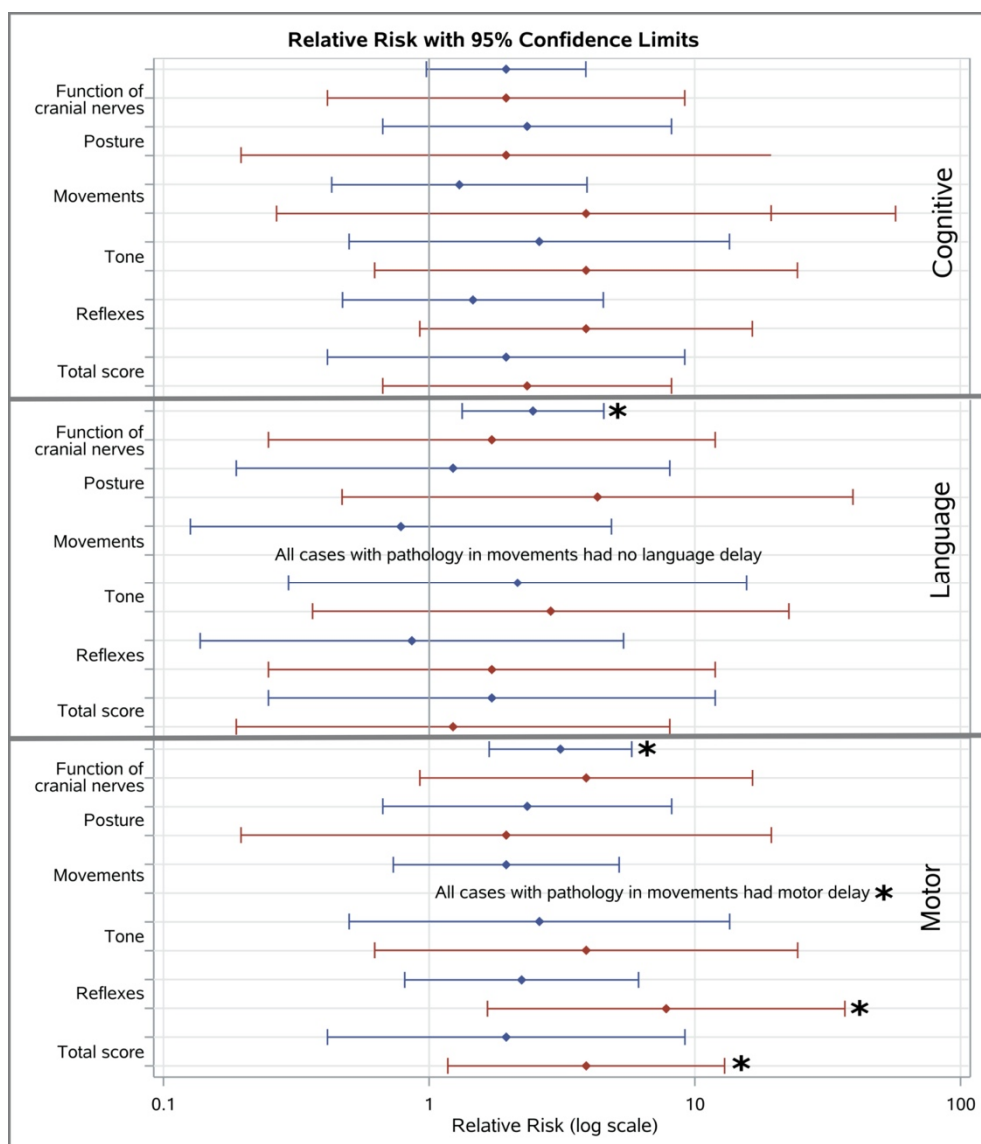 Relative Risk with 95% Confidence Limits
Function of
cranial nerves
Posture
Movements
Tone
Reflexes
Total score
Cognitive
*
Function of
cranial nerves
Posture
Movements
All cases with pathology in movements had no language delay
Tone
Reflexes
Total score
Language
*
Function of
cranial nerves
Posture
Movements
All cases with pathology in movements had motor delay *
Tone
Reflexes
*
Total score
*
Motor
0.1 1 10 100
Relative Risk (log scale)